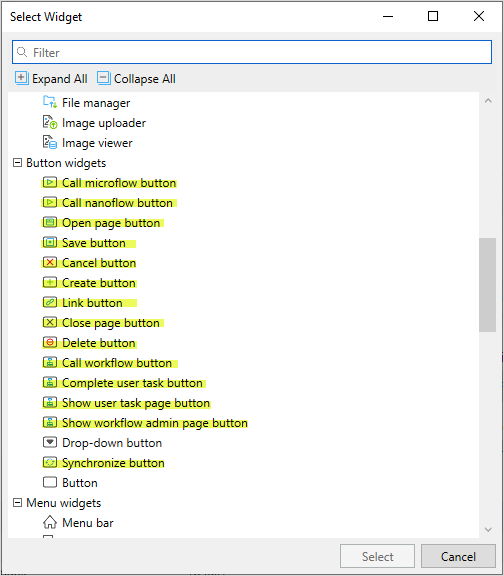 Select Widget
Filter
Expand All Collapse All
File manager
Image uploader
Image viewer
Button widgets
Call microflow button
Call nanoflow button
Open page button
Save button
Cancel button
Create button
Link button
Close page button
Delete button
Call workflow button
Complete user task button
Show user task page button
Show workflow admin page button
Drop-down button
Synchronize button
Button
Menu widgets
Menu bar
Select Cancel